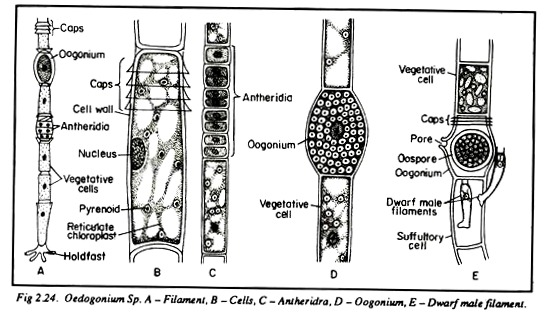 Caps
Oogonium
Antheridia
Vegetative
cells
Holdfast
A
Caps
Cell wall
Nucleus
Pyrenoid
Reticulate
chloroplast
B
Antheridia
C
Oogonium
Vegetative
cell
D
Vegetative
cell
Caps
Pore
Oospore
Oogonium
Dwarf male
filaments
Suffultory
cell
E
Fig 2.24. Oedogonium Sp. A – Filament, B – Cells, C – Antheridra, D – Oogonium, E – Dwarf male filament.